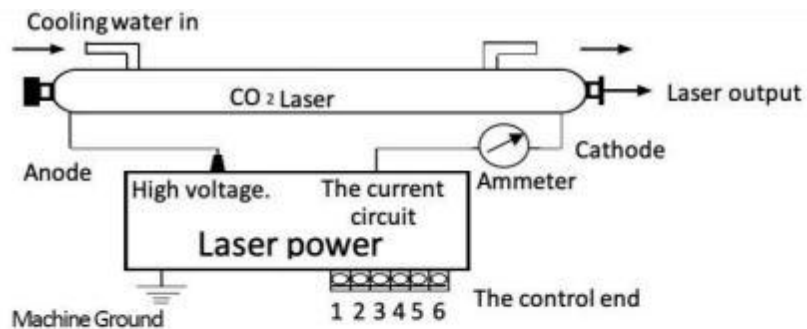 Cooling water in
CO 2 Laser
Laser output
Anode
Cathode
Ammeter
High voltage.
The current
circuit
Laser power
The control end
1 2 3 4 5 6
Machine Ground